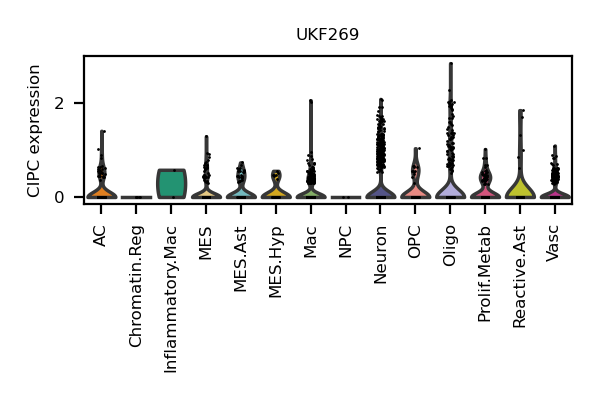 UKF269
CIPC expression
2
0
AC
Chromatin.Reg
Inflammatory.Mac
MES
MES.Ast
MES.Hyp
Mac
NPC
Neuron
OPC
Oligo
Prolif.Metab
Reactive.Ast
Vasc